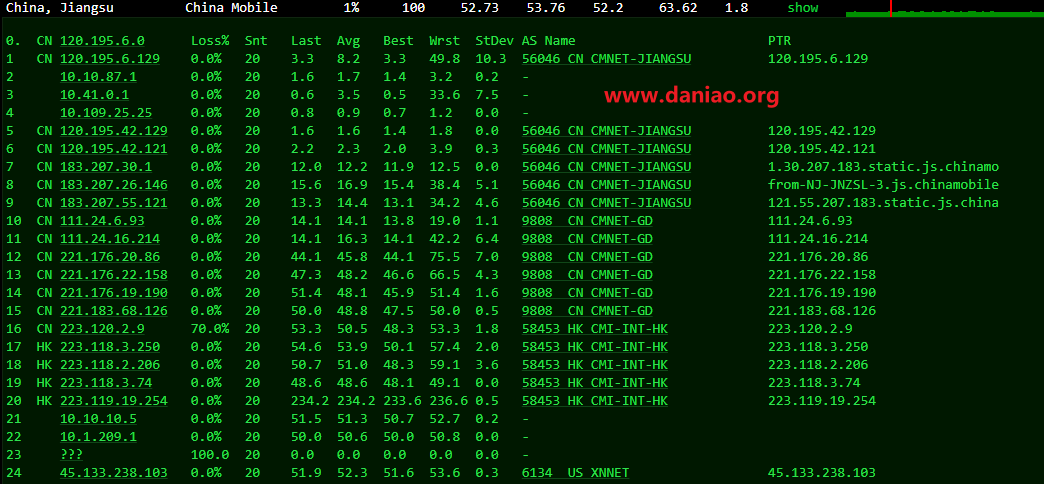 China, Jiangsu China Mobile 1% 100 52.73 53.76 52.2 63.62 1.8 show
0. CN 120.195.6.0 Loss% Snt Last Avg Best Wrst StDev AS Name PTR
1 CN 120.195.6.129 0.0% 20 3.3 8.2 3.3 49.8 10.3 56046 CN CMNET-JIANGSU 120.195.6.129
2 10.10.87.1 0.0% 20 1.6 1.7 1.4 3.2 0.2 -
3 10.41.0.1 0.0% 20 0.6 3.5 0.5 33.6 7.5 -
www.daniao.org
4 10.109.25.25 0.0% 20 0.8 0.9 0.7 1.2 0.0 -
5 CN 120.195.42.129 0.0% 20 1.6 1.6 1.4 1.8 0.0 56046 CN CMNET-JIANGSU 120.195.42.129
6 CN 120.195.42.121 0.0% 20 2.2 2.3 2.0 3.9 0.3 56046 CN CMNET-JIANGSU 120.195.42.121
7 CN 183.207.30.1 0.0% 20 12.0 12.2 11.9 12.5 0.0 56046 CN CMNET-JIANGSU 1.30.207.183.static.js.chinamo
8 CN 183.207.26.146 0.0% 20 15.6 16.9 15.4 38.4 5.1 56046 CN CMNET-JIANGSU from-NJ-JNZSL-3.js.chinamobile
9 CN 183.207.55.121 0.0% 20 13.3 14.4 13.1 34.2 4.6 56046 CN CMNET-JIANGSU 121.55.207.183.static.js.china
10 CN 111.24.6.93 0.0% 20 14.1 14.1 13.8 19.0 1.1 9808 CN CMNET-GD 111.24.6.93
11 CN 111.24.16.214 0.0% 20 14.1 16.3 14.1 42.2 6.4 9808 CN CMNET-GD 111.24.16.214
12 CN 221.176.20.86 0.0% 20 44.1 45.8 44.1 75.5 7.0 9808 CN CMNET-GD 221.176.20.86
13 CN 221.176.22.158 0.0% 20 47.3 48.2 46.6 66.5 4.3 9808 CN CMNET-GD 221.176.22.158
14 CN 221.176.19.190 0.0% 20 51.4 48.1 45.9 51.4 1.6 9808 CN CMNET-GD 221.176.19.190
15 CN 221.183.68.126 0.0% 20 50.0 48.8 47.5 50.0 0.5 9808 CN CMNET-GD 221.183.68.126
16 CN 223.120.2.9 70.0% 20 53.3 50.5 48.3 53.3 1.8 58453 HK CMI-INT-HK 223.120.2.9
17 HK 223.118.3.250 0.0% 20 54.6 53.9 50.1 57.4 2.0 58453 HK CMI-INT-HK 223.118.3.250
18 HK 223.118.2.206 0.0% 20 50.7 51.0 48.3 59.1 3.6 58453 HK CMI-INT-HK 223.118.2.206
19 HK 223.118.3.74 0.0% 20 48.6 48.6 48.1 49.1 0.0 58453 HK CMI-INT-HK 223.118.3.74
20 HK 223.119.19.254 0.0% 20 234.2 234.2 233.6 236.6 0.5 58453 HK CMI-INT-HK 223.119.19.254
21 10.10.10.5 0.0% 20 51.5 51.3 50.7 52.7 0.2 -
22 10.1.209.1 0.0% 20 50.0 50.6 50.0 50.8 0.0 -
23 ??? 100.0 20 0.0 0.0 0.0 0.0 0.0 -
24 45.133.238.103 0.0% 20 51.9 52.3 51.6 53.6 0.3 6134 US XNNET 45.133.238.103